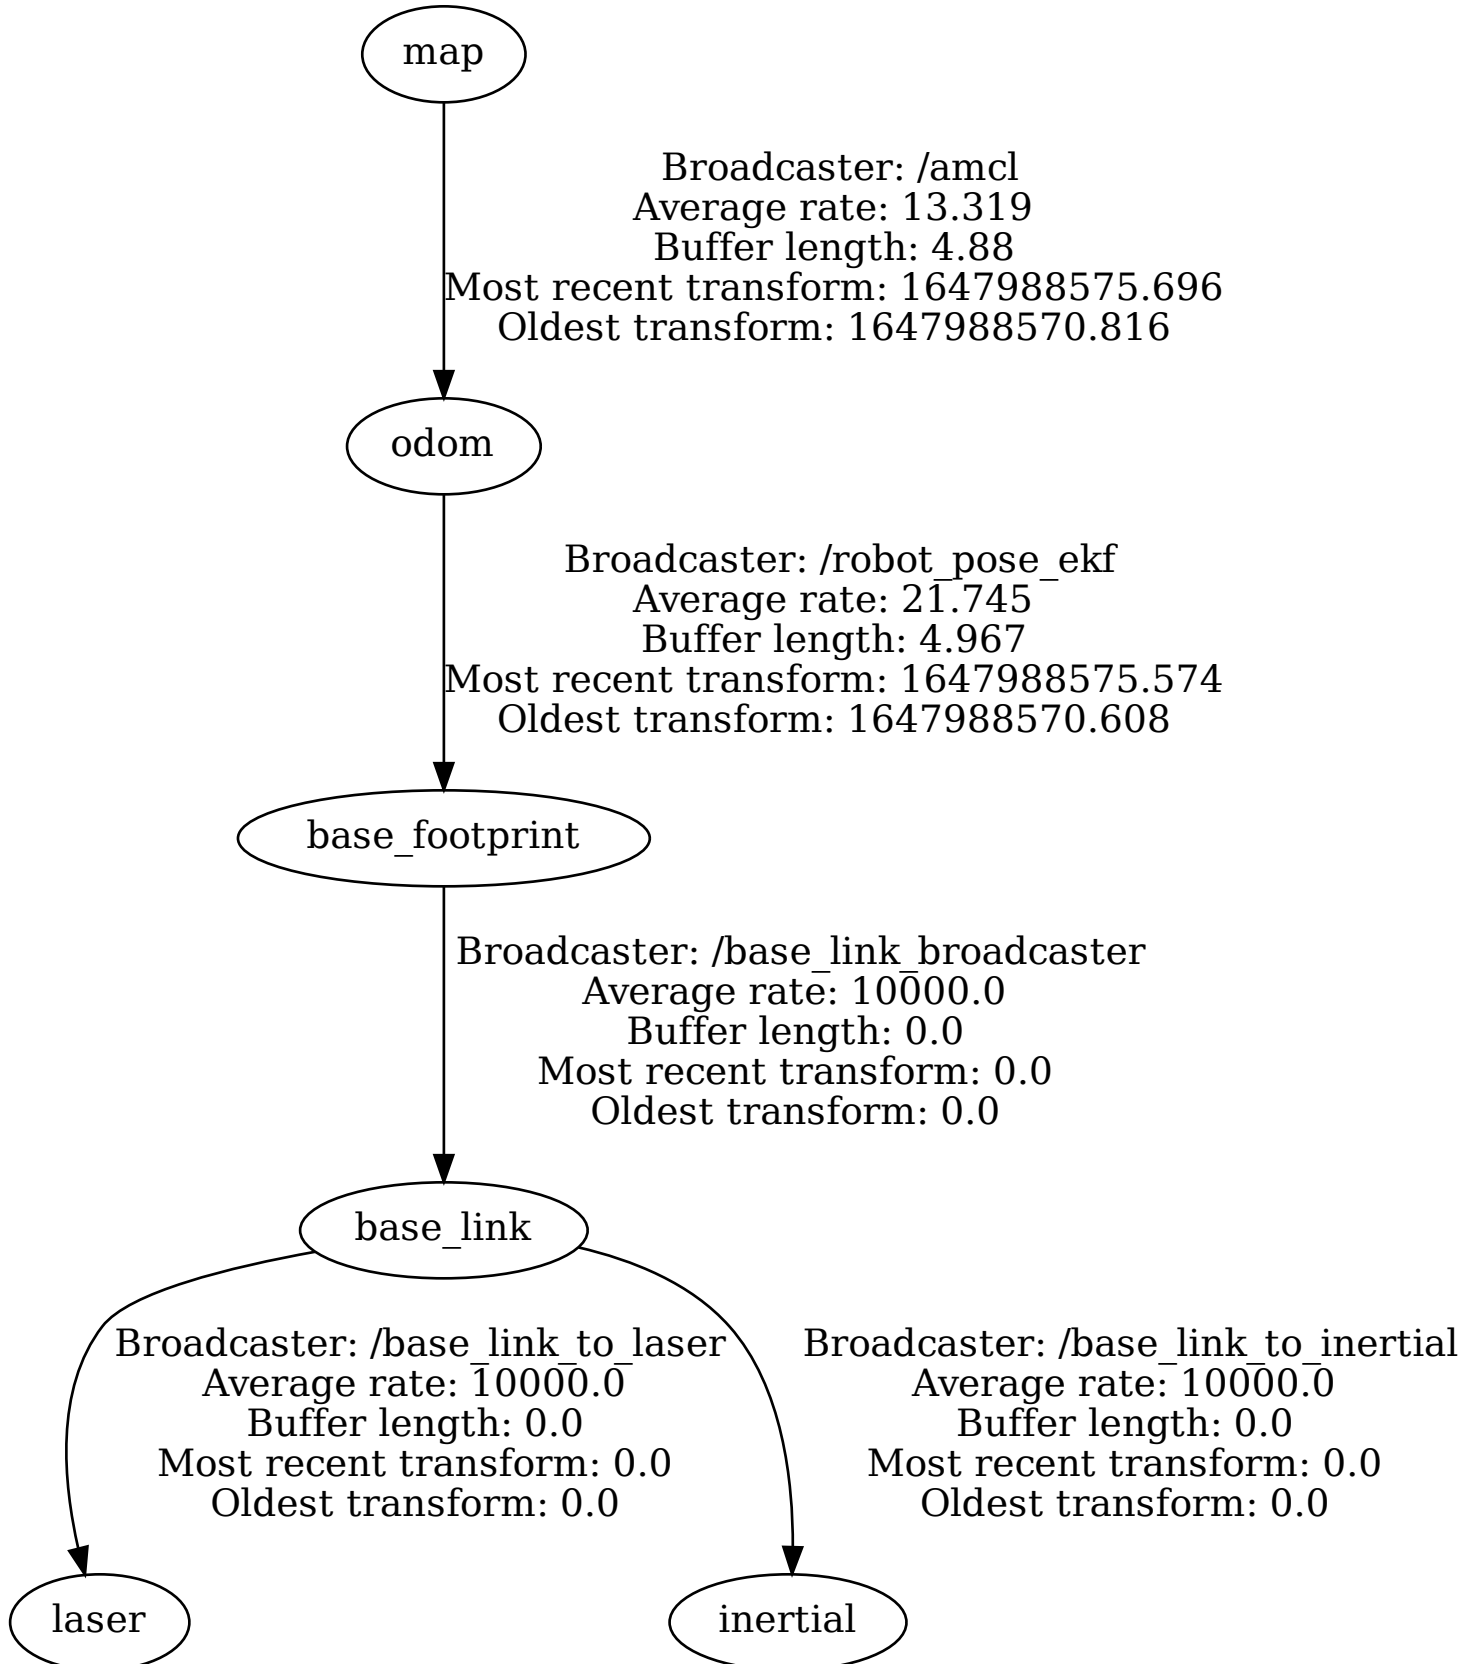 map
Broadcaster: /amcl
Average rate: 13.319
Buffer length: 4.88
Most recent transform: 1647988575.696
Oldest transform: 1647988570.816
odom
Broadcaster: /robot_pose_ekf
Average rate: 21.745
Buffer length: 4.967
Most recent transform: 1647988575.574
Oldest transform: 1647988570.608
base_footprint
Broadcaster: /base_link_broadcaster
Average rate: 10000.0
Buffer length: 0.0
Most recent transform: 0.0
Oldest transform: 0.0
base_link
Broadcaster: /base_link_to_laser
Average rate: 10000.0
Buffer length: 0.0
Most recent transform: 0.0
Oldest transform: 0.0
Broadcaster: /base_link_to_inertial
Average rate: 10000.0
Buffer length: 0.0
Most recent transform: 0.0
Oldest transform: 0.0
laser
inertial